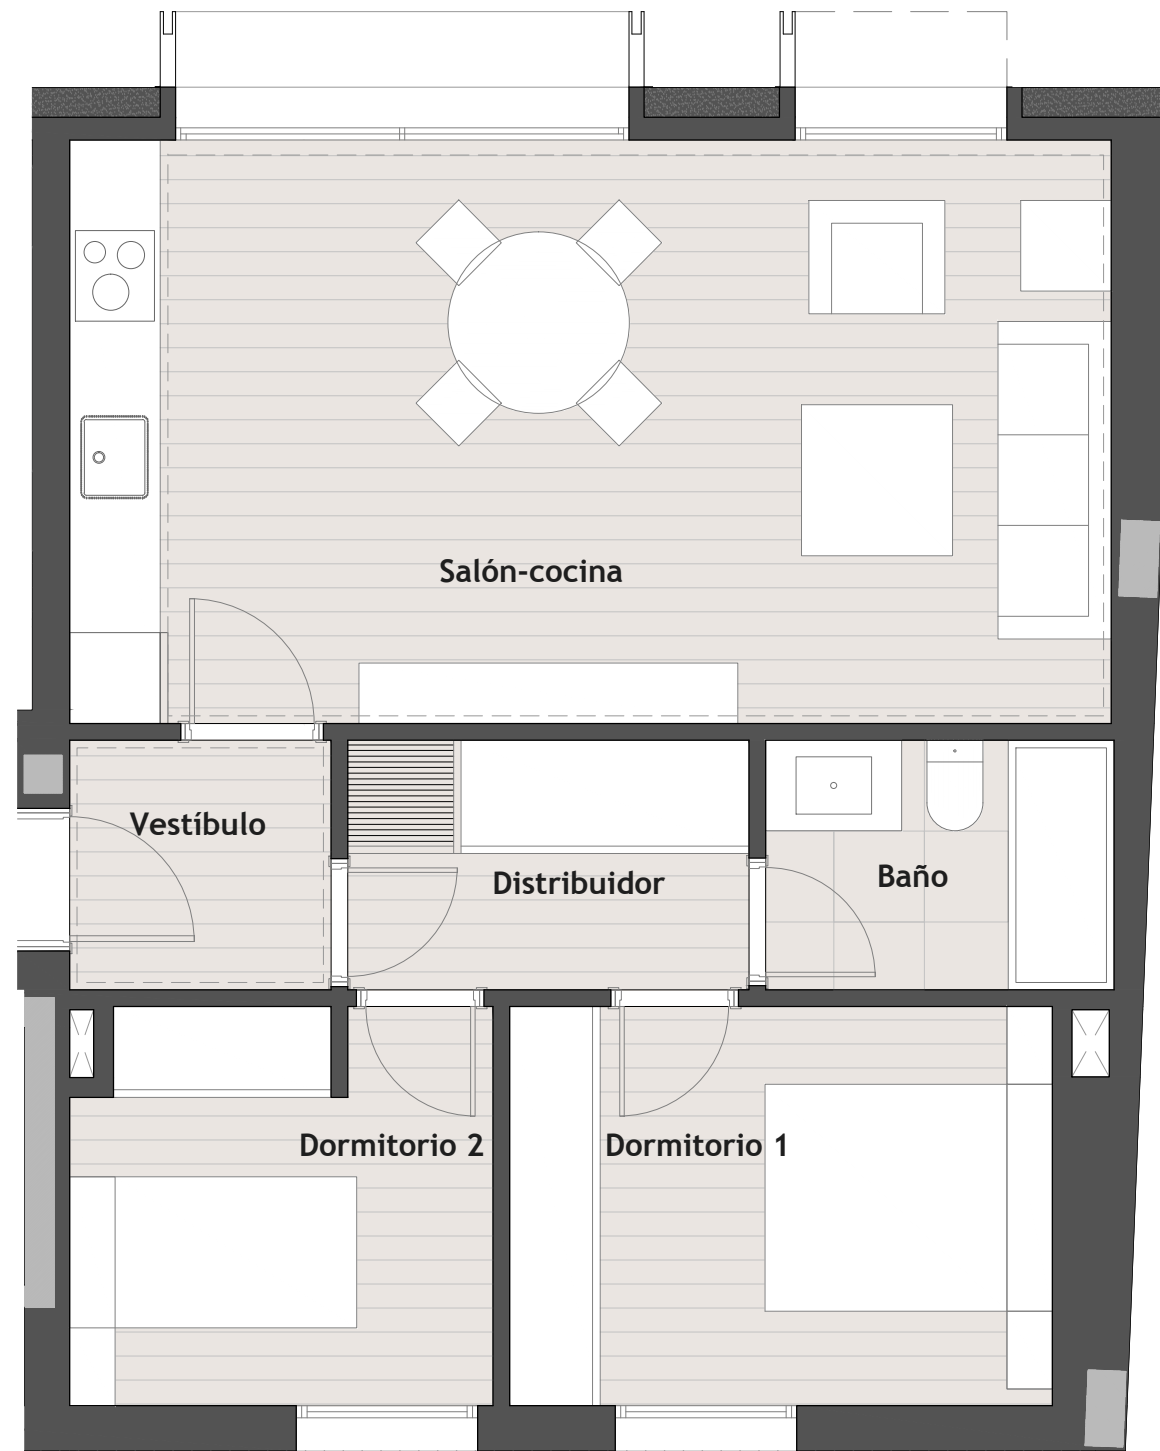 Salón-cocina
Vestíbulo
Distribuidor
Baño
Dormitorio 2
Dormitorio 1